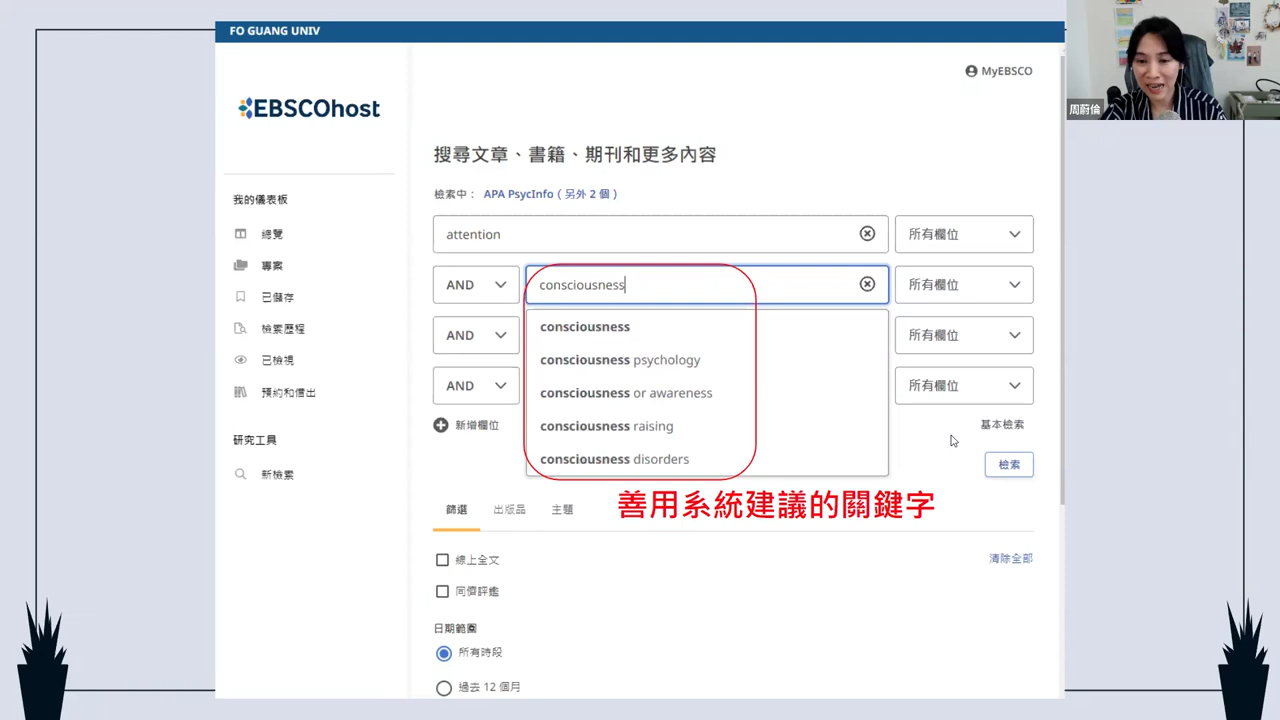 FO GUANG UNIV
MyEBSCO
周蔚倫
EBSCOhost
搜尋文章、書籍、期刊和更多內容
我的儀表板
檢索中： APA PsycInfo（另外 2 個）
總覽
attention
所有欄位
專案
AND
consciousness
所有欄位
已儲存
檢索歷程
AND
consciousness
所有欄位
已檢視
consciousness psychology
AND
consciousness or awareness
所有欄位
預約和借出
新增欄位
consciousness raising
基本檢索
研究工具
consciousness disorders
檢索
新檢索
善用系統建議的關鍵字
篩選
出版品
主題
線上全文
清除全部
同儕評鑑
日期範圍
所有時段
過去 12 個月